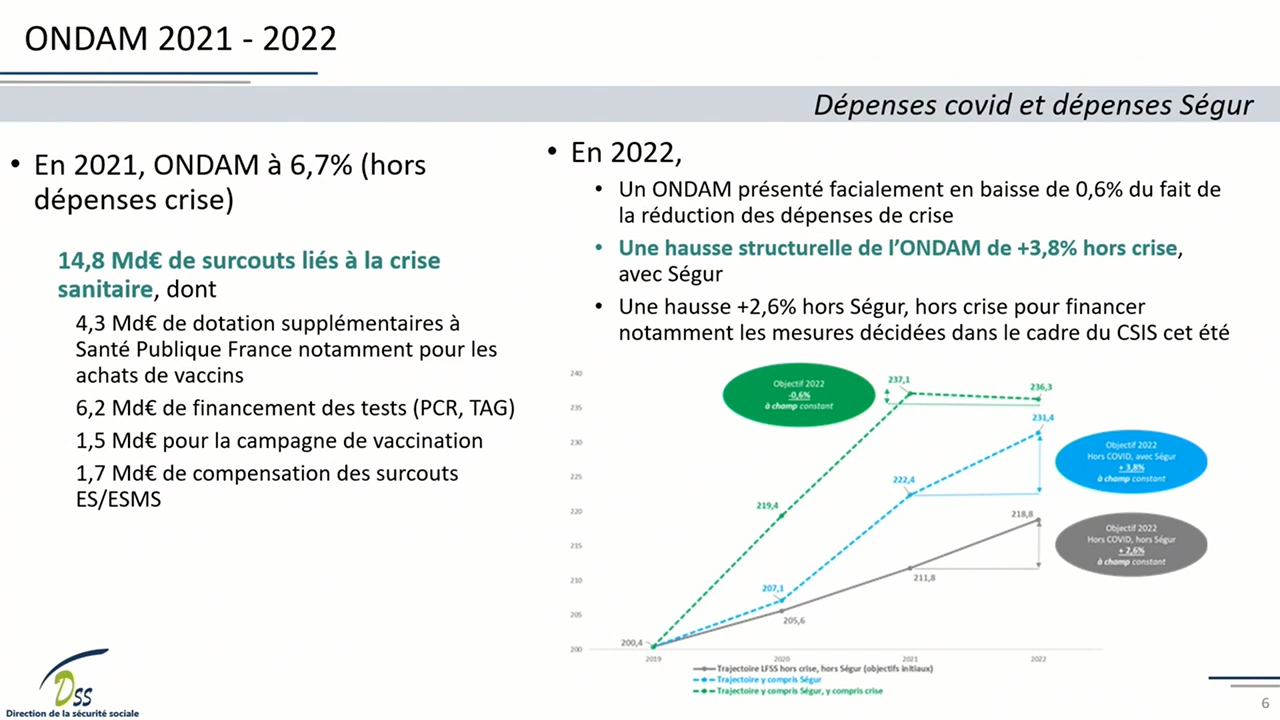 ONDAM 2021 - 2022
Dépenses covid et dépenses Ségur
• En 2021, ONDAM à 6,7% (hors
dépenses crise)
14,8 Md€ de surcouts liés à la crise
sanitaire, dont
4,3 Md€ de dotation supplémentaires à
Santé Publique France notamment pour les
achats de vaccins
6,2 Md€ de financement des tests (PCR, TAG)
1,5 Md€ pour la campagne de vaccination
1,7 Md€ de compensation des surcouts
ES/ESMS
• En 2022,
• Un ONDAM présenté facialement en baisse de 0,6% du fait de
la réduction des dépenses de crise
• Une hausse structurelle de l’ONDAM de +3,8% hors crise,
avec Ségur
• Une hausse +2,6% hors Ségur, hors crise pour financer
notamment les mesures décidées dans le cadre du CSIS cet été
240
235
230
225
220
215
210
205
200
237,1
236,3
231,4
222,4
219,4
218,8
211,8
207,1
205,6
200,4
Objectif 2022
-0,6%
à champ constant
Objectif 2022
Hors COVID, avec Ségur
+ 3,8%
à champ constant
Objectif 2022
Hors COVID, hors Ségur
+ 2,6%
à champ constant
2019
2020
2021
2022
Trajectoire LFSS hors crise, hors Ségur (objectifs initiaux)
Trajectoire y compris Ségur
Trajectoire y compris Ségur, y compris crise
DSS
Direction de la sécurité sociale
6